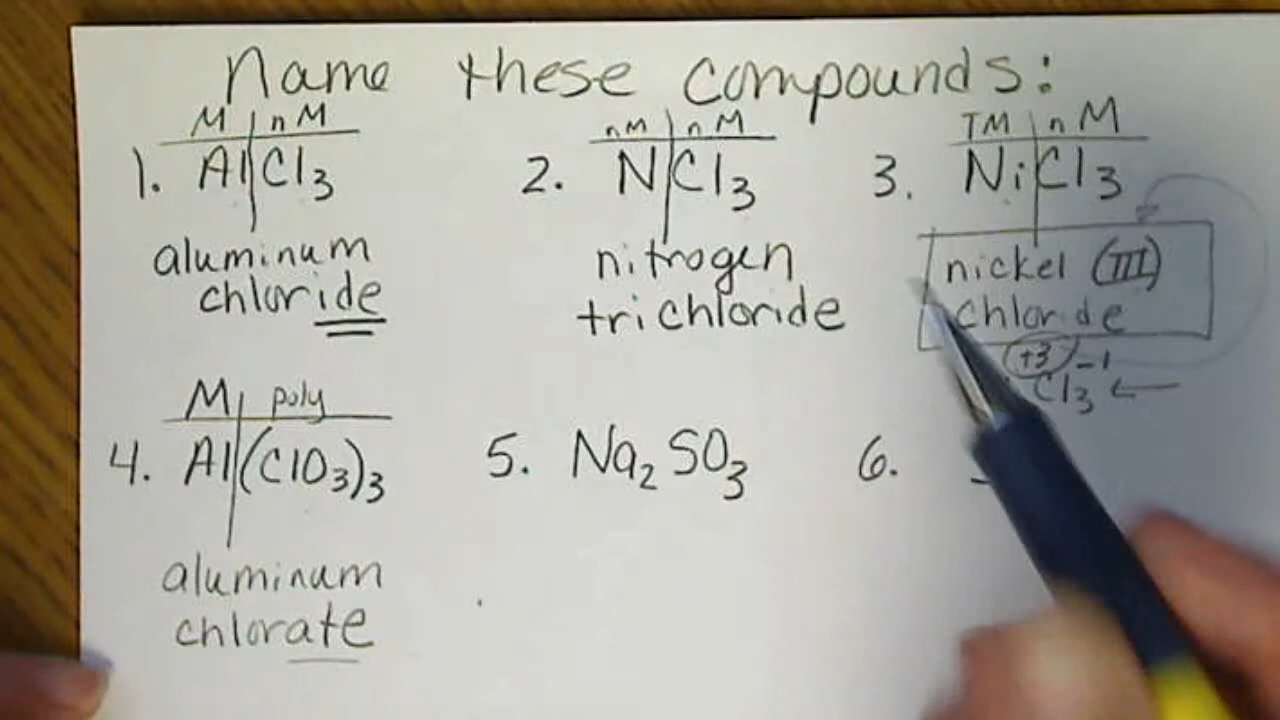 Name these compounds:
M nM
1. AlCl3
aluminum
chloride
nM nM
2. NCl3
nitrogen
trichloride
TM nM
3. NiCl3
nickel (III)
chloride
+3 -1
Cl3
M poly
4. Al(ClO3)3
aluminum
chlorate
5. Na2SO3
6.